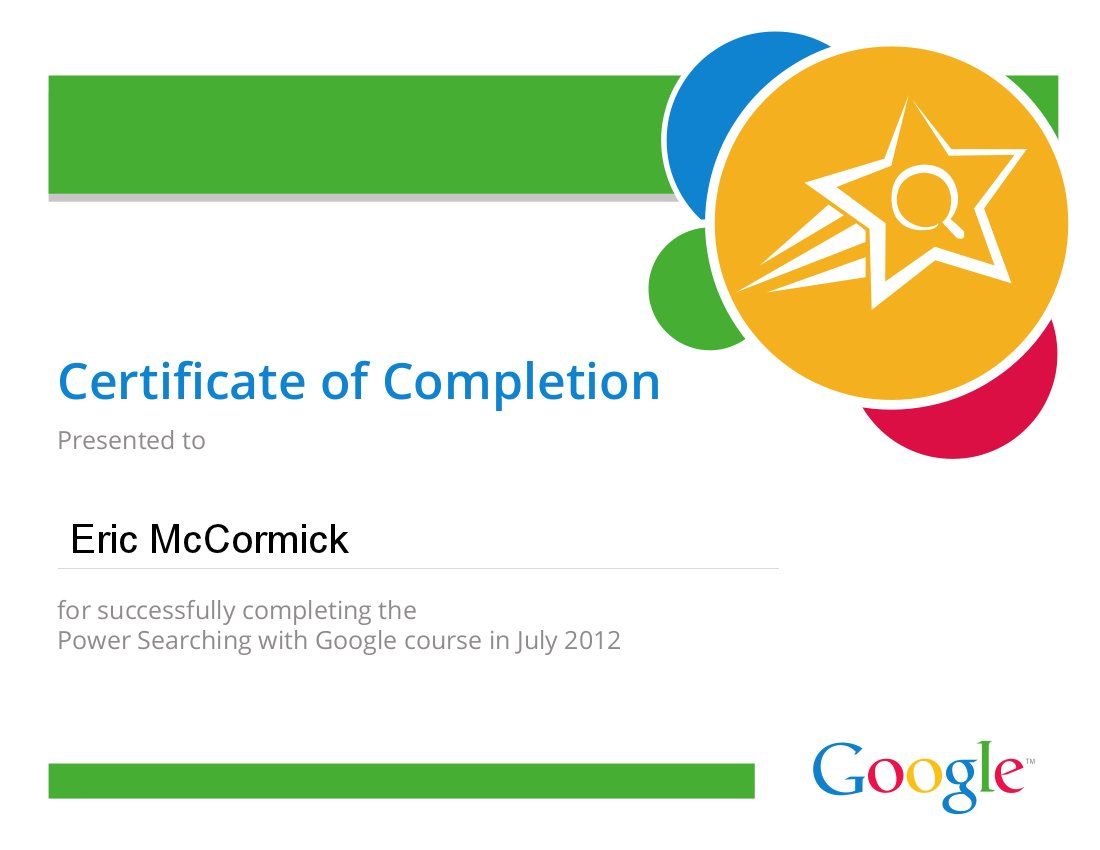 Certificate of Completion
Presented to
Eric McCormick
for successfully completing the
Power Searching with Google course in July 2012
Google™